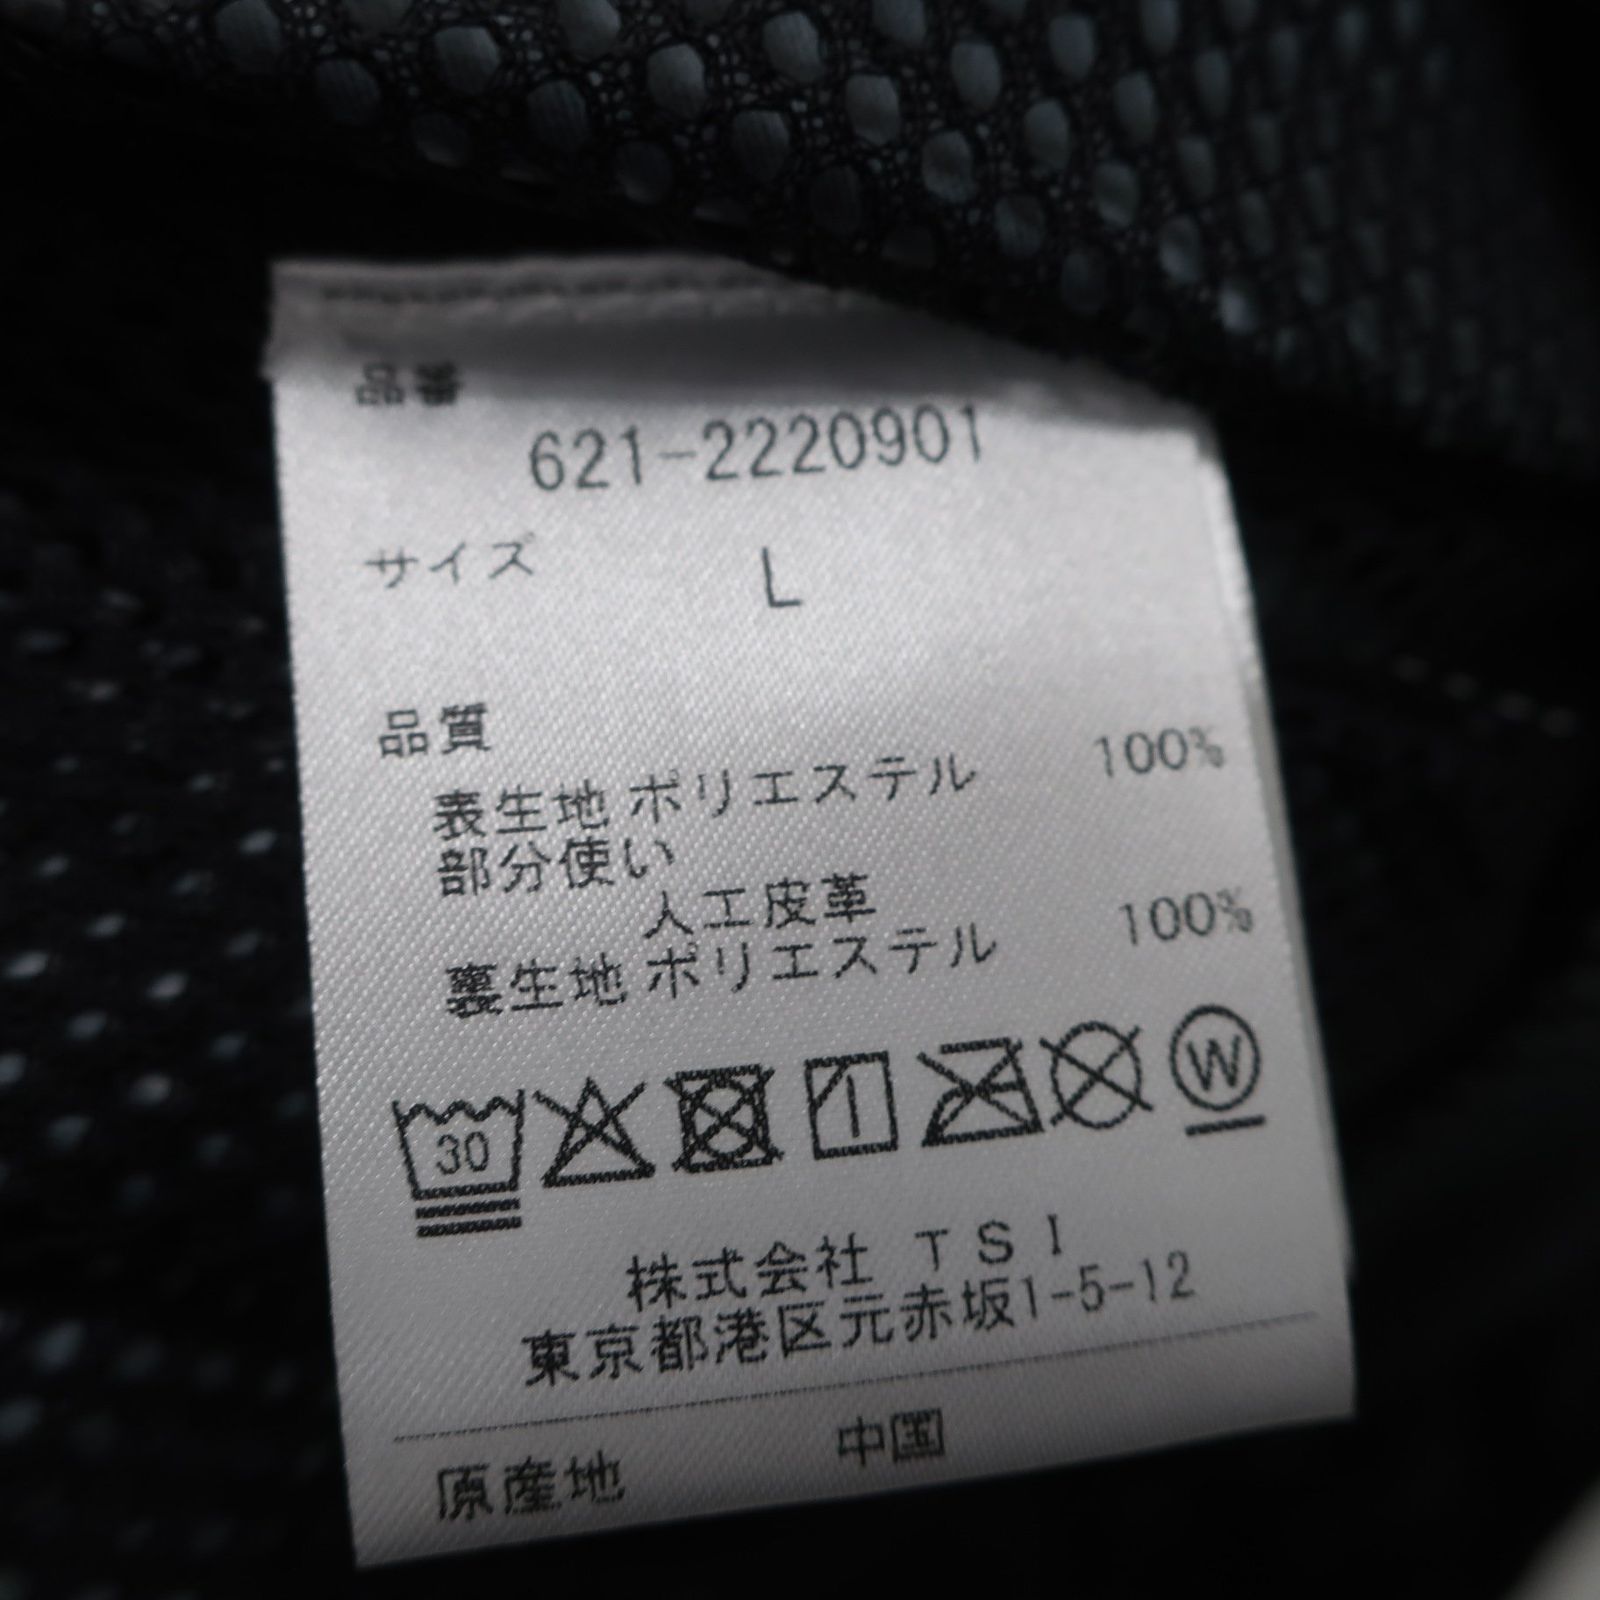 品番
621-2220901
サイズ L
品質
表生地 ポリエステル 100%
部分使い
人工皮革
裏生地 ポリエステル 100%
30
W
株式会社 TSI
東京都港区元赤坂1-5-12
原産地 中国